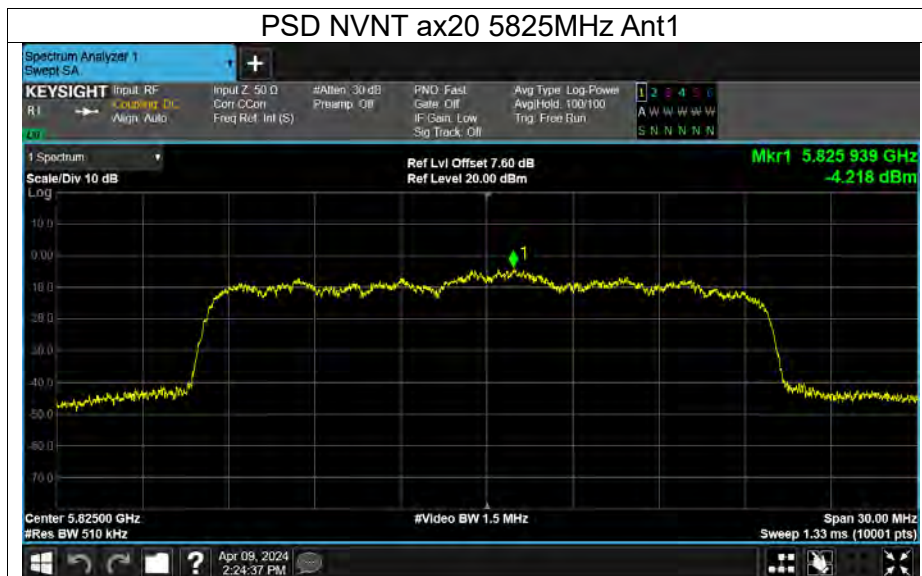 PSD NVNT ax20 5825MHz Ant1
Spectrum Analyzer 1
Swept SA
+
KEYSIGHT Input: RF Input Z: 50 Ω #Atten: 30 dB PNO: Fast Avg Type: Log-Power 1 2 3 4 5 6
Coupling: DC Corr CCorr Preamp: Off Gate: Off Avg|Hold: 100/100 A W W W W W
Align: Auto Freq Ref: Int (S) IF Gain: Low Trig: Free Run
Sig Track: Off S N N N N N
1 Spectrum
Ref Lvl Offset 7.60 dB Mkr1 5.825 939 GHz
Scale/Div 10 dB Ref Level 20.00 dBm -4.218 dBm
Log
10.0
0.00
1
-10.0
-20.0
-30.0
-40.0
-50.0
-60.0
-70.0
Center 5.82500 GHz #Video BW 1.5 MHz Span 30.00 MHz
#Res BW 510 kHz Sweep 1.33 ms (10001 pts)
? Apr 09, 2024
2:24:37 PM